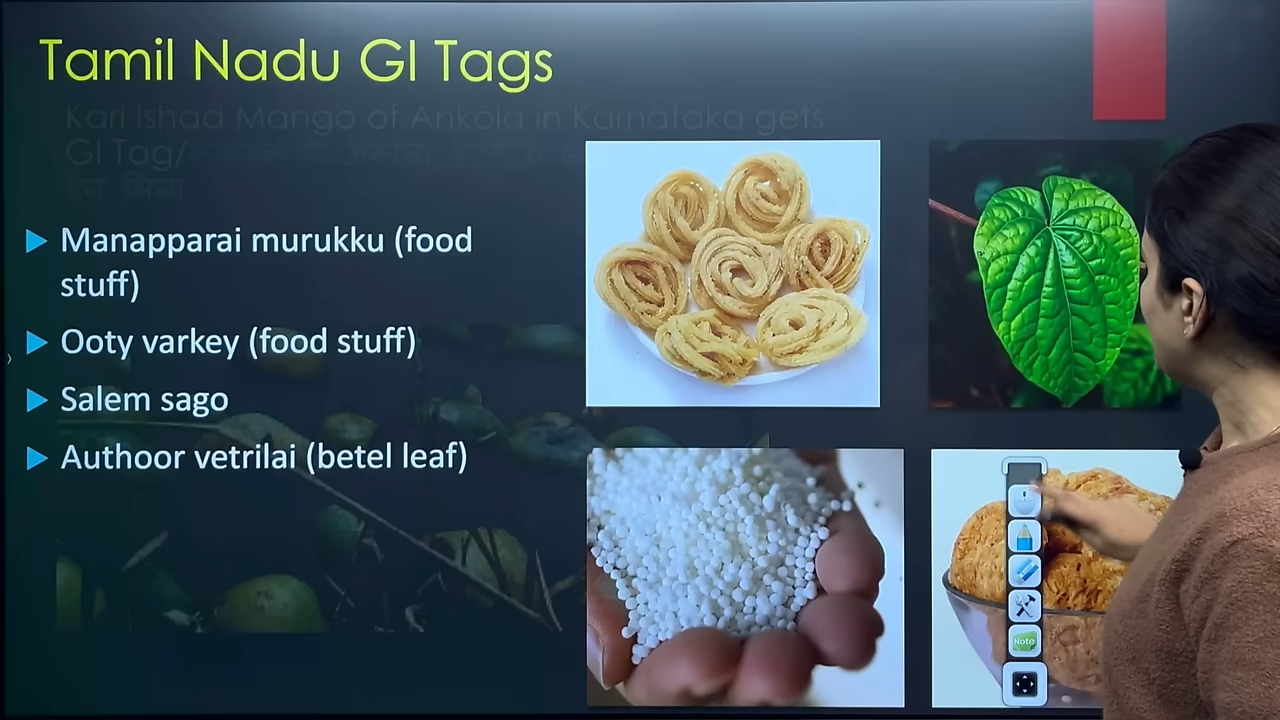 Tamil Nadu GI Tags
Kari Ishad Mango of Ankola in Karnataka gets
GI Tag/
Manapparai murukku (food
stuff)
Ooty varkey (food stuff)
Salem sago
Authoor vetrilai (betel leaf)
Note